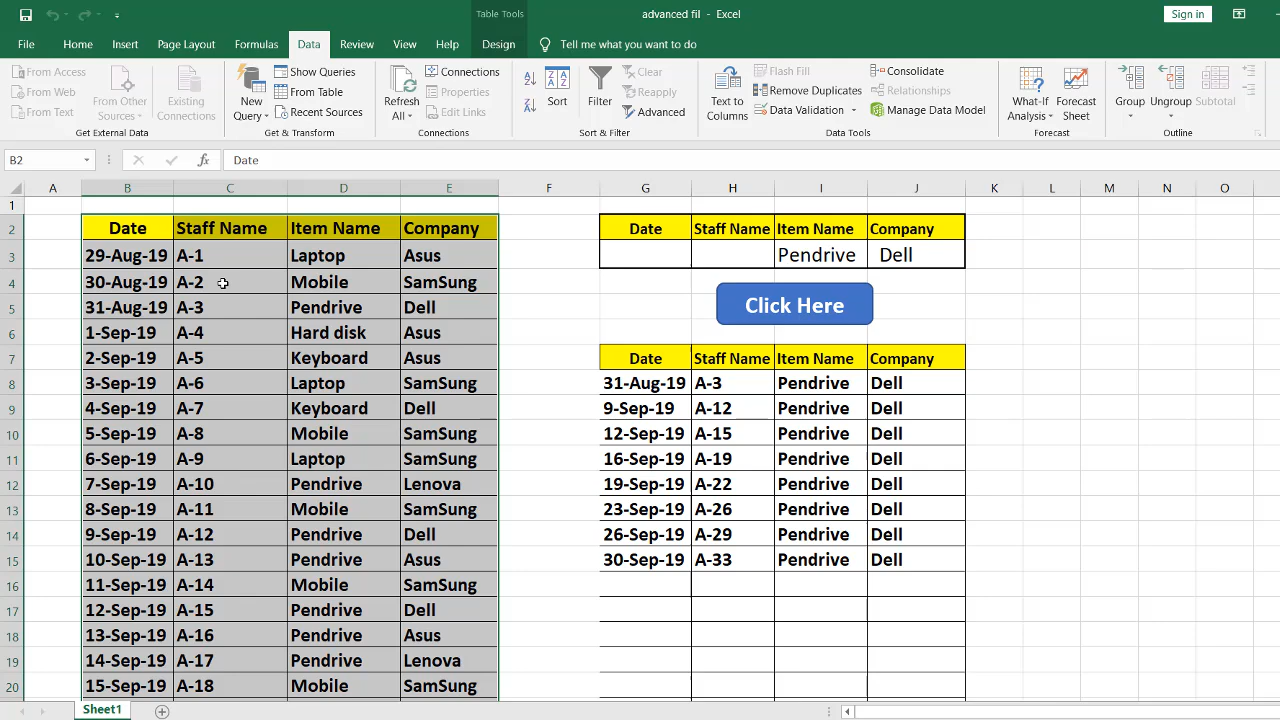 advanced fil - Excel
Table Tools
Sign in
File Home Insert Page Layout Formulas Data Review View Help Design Tell me what you want to do
From Access
From Web
From Text
From Other Sources
Existing Connections
Get External Data
New Query
Show Queries
From Table
Recent Sources
Get & Transform
Refresh All
Connections
Properties
Edit Links
Connections
Sort
Filter
Clear
Reapply
Advanced
Sort & Filter
Text to Columns
Flash Fill
Remove Duplicates
Data Validation
Consolidate
Relationships
Manage Data Model
Data Tools
What-If Analysis
Forecast Sheet
Forecast
Group
Ungroup
Subtotal
Outline
B2 fx Date
A B C D E F G H I J K L M N O
1
2 Date Staff Name Item Name Company Date Staff Name Item Name Company
3 29-Aug-19 A-1 Laptop Asus Pendrive Dell
4 30-Aug-19 A-2 Mobile SamSung
5 31-Aug-19 A-3 Pendrive Dell Click Here
6 1-Sep-19 A-4 Hard disk Asus
7 2-Sep-19 A-5 Keyboard Asus Date Staff Name Item Name Company
8 3-Sep-19 A-6 Laptop SamSung 31-Aug-19 A-3 Pendrive Dell
9 4-Sep-19 A-7 Keyboard Dell 9-Sep-19 A-12 Pendrive Dell
10 5-Sep-19 A-8 Mobile SamSung 12-Sep-19 A-15 Pendrive Dell
11 6-Sep-19 A-9 Laptop SamSung 16-Sep-19 A-19 Pendrive Dell
12 7-Sep-19 A-10 Pendrive Lenova 19-Sep-19 A-22 Pendrive Dell
13 8-Sep-19 A-11 Mobile SamSung 23-Sep-19 A-26 Pendrive Dell
14 9-Sep-19 A-12 Pendrive Dell 26-Sep-19 A-29 Pendrive Dell
15 10-Sep-19 A-13 Pendrive Asus 30-Sep-19 A-33 Pendrive Dell
16 11-Sep-19 A-14 Mobile SamSung
17 12-Sep-19 A-15 Pendrive Dell
18 13-Sep-19 A-16 Pendrive Asus
19 14-Sep-19 A-17 Pendrive Lenova
20 15-Sep-19 A-18 Mobile SamSung
Sheet1